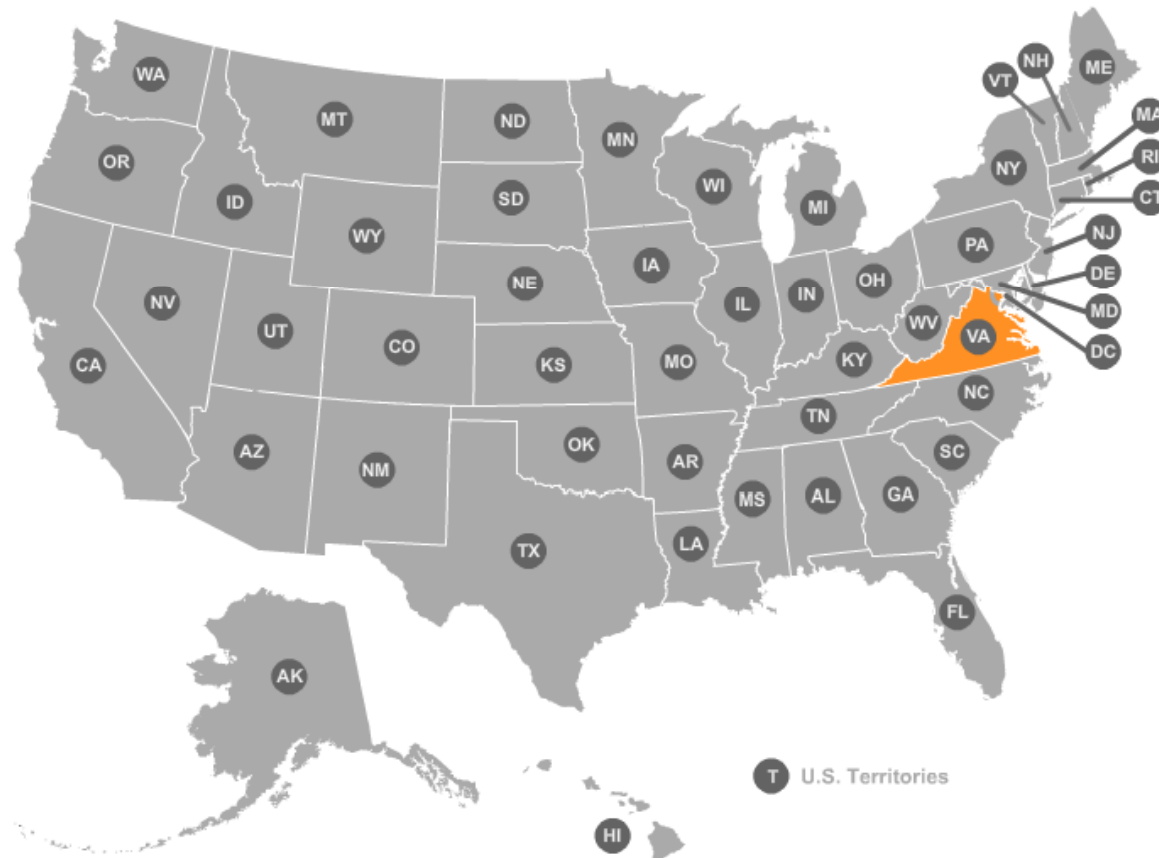 WA
MT
ND
MN
VT
NH
ME
MA
OR
ID
SD
WI
MI
NY
RI
CT
WY
NE
IA
PA
NJ
NV
UT
CO
IL
IN
OH
DE
MD
CA
KS
MO
KY
WV
VA
DC
AZ
NM
OK
AR
TN
NC
SC
TX
LA
MS
AL
GA
FL
AK
HI
T U.S. Territories